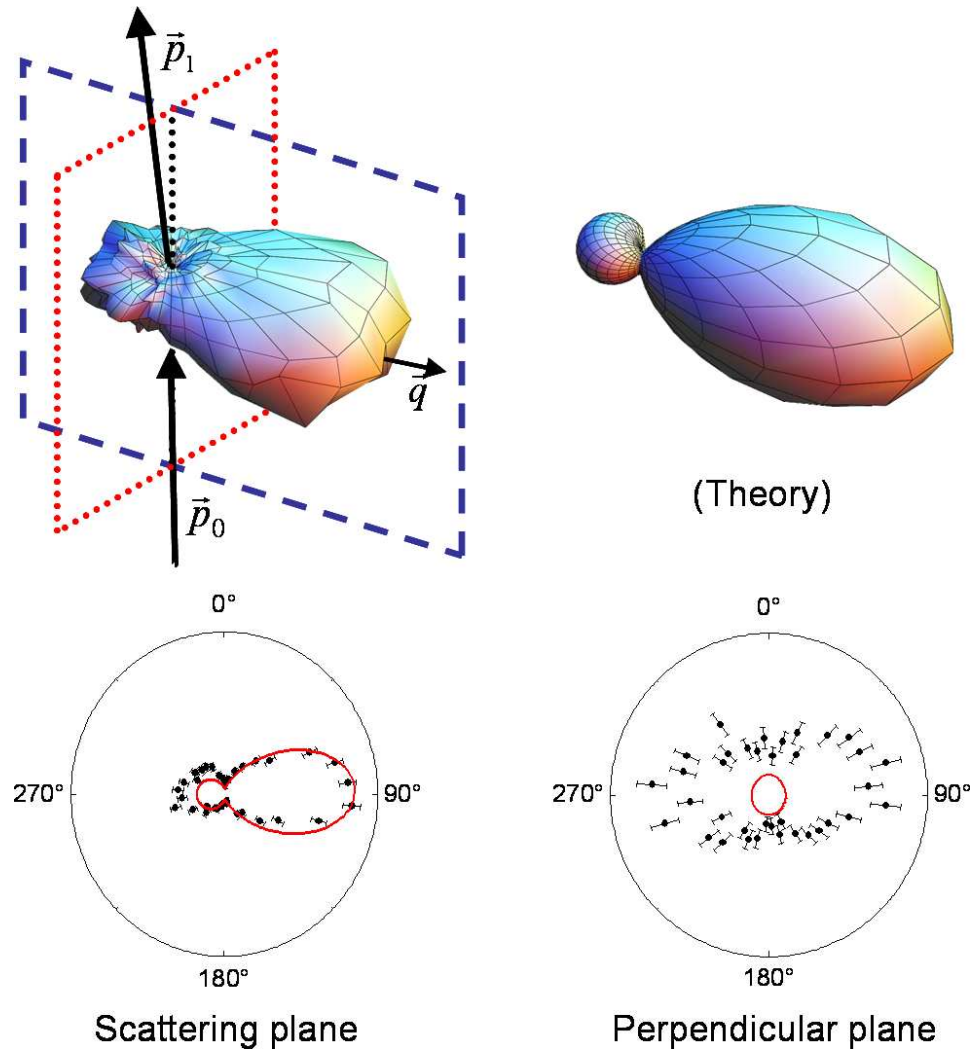 p⃗₁
q⃗
(Theory)
p⃗₀
0° 0°
270° 90° 270° 90°
180° 180°
Scattering plane Perpendicular plane